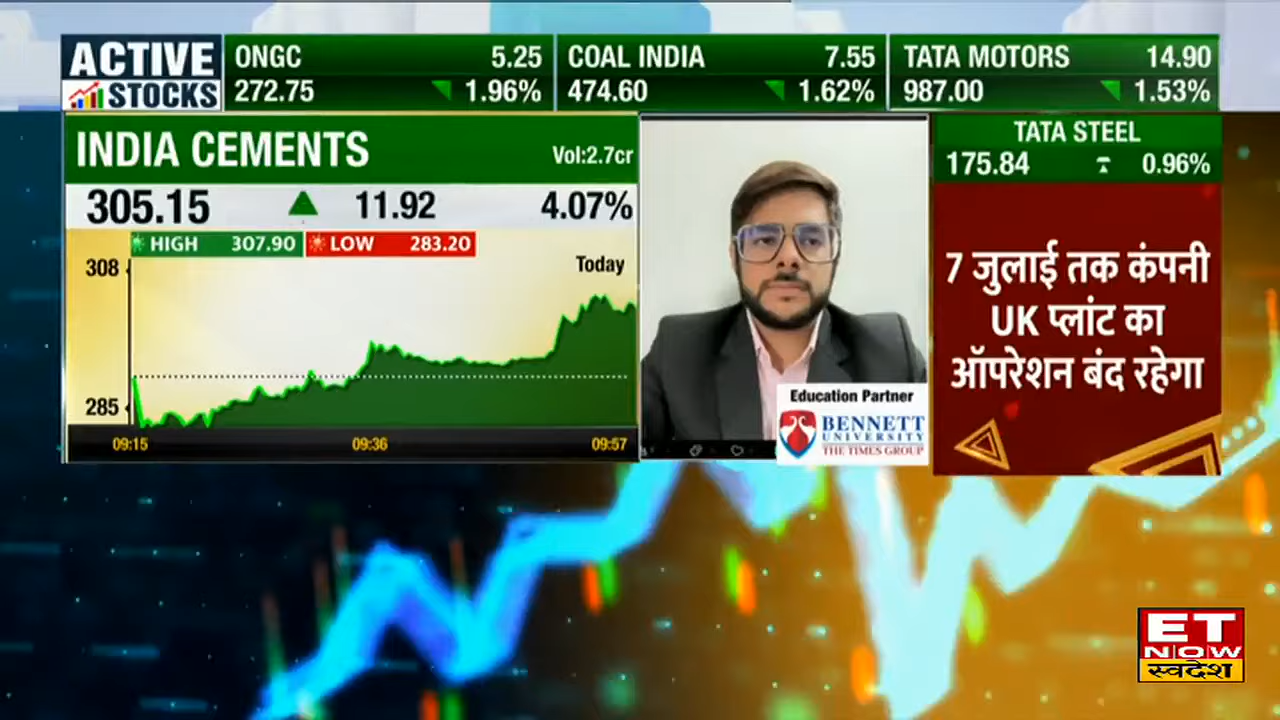 ACTIVE STOCKS
ONGC 5.25
272.75 1.96%
COAL INDIA 7.55
474.60 1.62%
TATA MOTORS 14.90
987.00 1.53%
INDIA CEMENTS Vol:2.7cr
305.15 11.92 4.07%
HIGH 307.90 LOW 283.20
Today
308
285
09:15 09:36 09:57
Education Partner
BENNETT
UNIVERSITY
THE TIMES GROUP
TATA STEEL
175.84 0.96%
7 जुलाई तक कंपनी
UK प्लांट का
ऑपरेशन बंद रहेगा
ET
NOW
स्वदेश